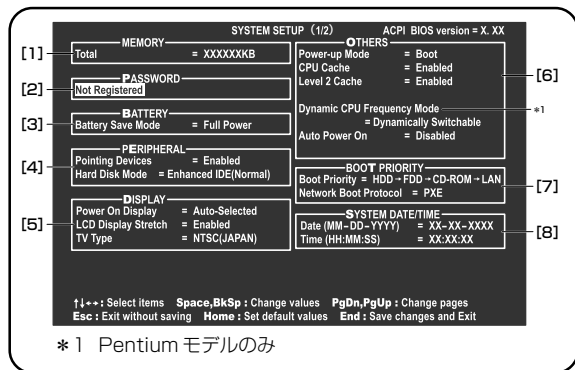 SYSTEM SETUP (1/2) ACPI BIOS version = X. XX
[1] MEMORY
Total = XXXXXXKB
[2] PASSWORD
Not Registered
[3] BATTERY
Battery Save Mode = Full Power
[4] PERIPHERAL
Pointing Devices = Enabled
Hard Disk Mode = Enhanced IDE(Normal)
[5] DISPLAY
Power On Display = Auto-Selected
LCD Display Stretch = Enabled
TV Type = NTSC(JAPAN)
OTHERS [6]
Power-up Mode = Boot
CPU Cache = Enabled
Level 2 Cache = Enabled
Dynamic CPU Frequency Mode *1
= Dynamically Switchable
Auto Power On = Disabled
BOOT PRIORITY [7]
Boot Priority = HDD→FDD→CD-ROM→LAN
Network Boot Protocol = PXE
SYSTEM DATE/TIME [8]
Date (MM-DD-YYYY) = XX-XX-XXXX
Time (HH:MM:SS) = XX:XX:XX
↑↓←→ : Select items Space,BkSp : Change values PgDn,PgUp : Change pages
Esc : Exit without saving Home : Set default values End : Save changes and Exit
*1 Pentium モデルのみ